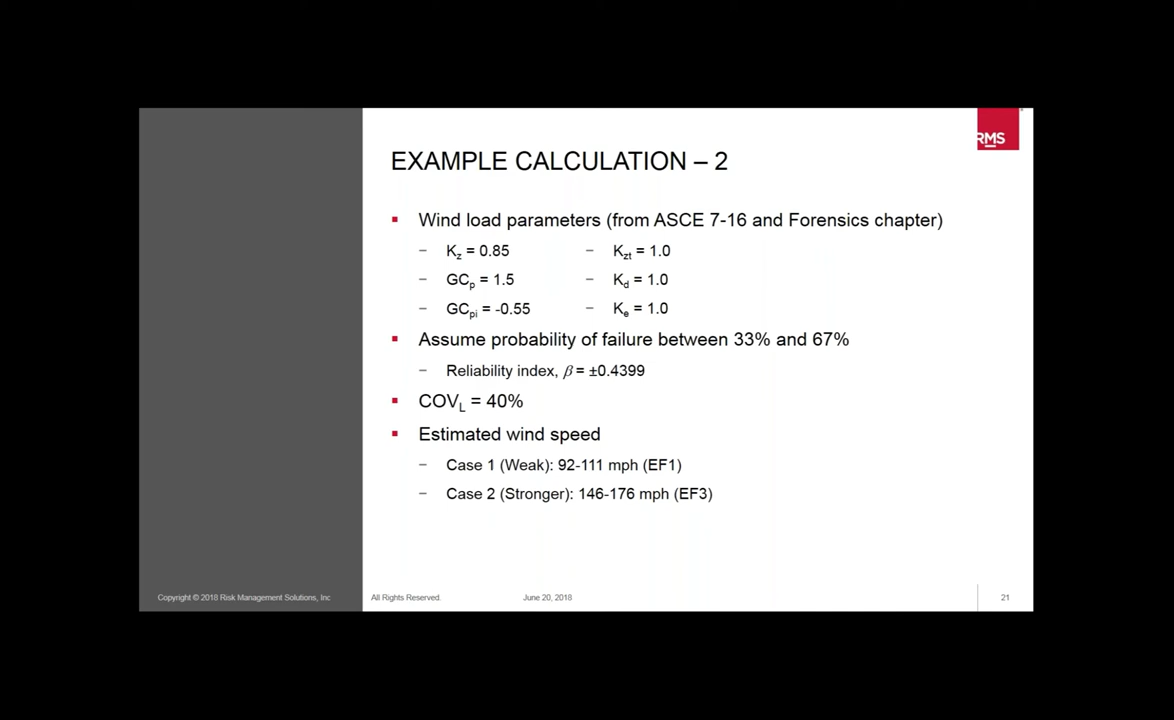 RMS
EXAMPLE CALCULATION – 2
▪ Wind load parameters (from ASCE 7-16 and Forensics chapter)
– Kz = 0.85 – Kzt = 1.0
– GCp = 1.5 – Kd = 1.0
– GCpi = -0.55 – Ke = 1.0
▪ Assume probability of failure between 33% and 67%
– Reliability index, β = ±0.4399
▪ COVL = 40%
▪ Estimated wind speed
– Case 1 (Weak): 92-111 mph (EF1)
– Case 2 (Stronger): 146-176 mph (EF3)
Copyright © 2018 Risk Management Solutions, Inc All Rights Reserved. June 20, 2018 21